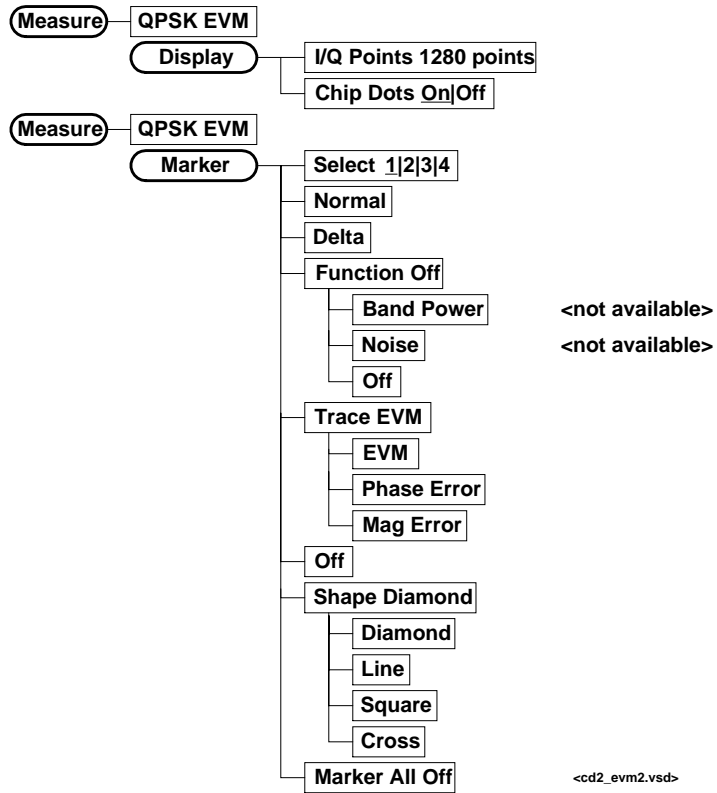 Measure QPSK EVM
Display I/Q Points 1280 points
Chip Dots On|Off
Measure QPSK EVM
Marker Select 1|2|3|4
Normal
Delta
Function Off
Band Power <not available>
Noise <not available>
Off
Trace EVM
EVM
Phase Error
Mag Error
Off
Shape Diamond
Diamond
Line
Square
Cross
Marker All Off <cd2_evm2.vsd>